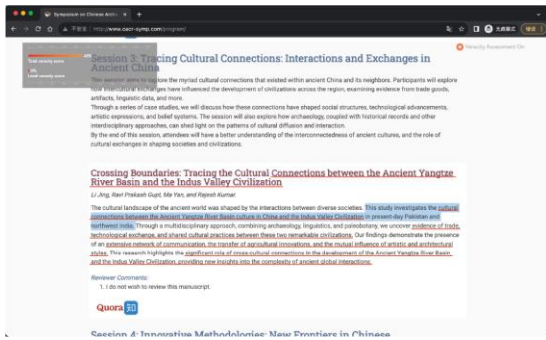 Symposium on Chinese Archa
http://www.cacr-symp.com/program/
Veracity Assessment On
Total veracity score
Session 3: Tracing Cultural Connections: Interactions and Exchanges in
Ancient China
to explore the myriad cultural connections that existed within ancient China and its neighbors. Participants will explore
how intercultural exchanges have influenced the development of civilizations across the region, examining evidence from trade goods,
artifacts, linguistic data, and more.
Through a series of case studies, we will discuss how these connections have shaped social structures, technological advancements,
artistic expressions, and belief systems. The session will also explore how archaeology, coupled with historical records and other
interdisciplinary approaches, can shed light on the patterns of cultural diffusion and interaction.
By the end of this session, attendees will have a better understanding of the interconnectedness of ancient cultures, and the role of
cultural exchanges in shaping societies and civilizations.
Crossing Boundaries: Tracing the Cultural Connections between the Ancient Yangtze
River Basin and the Indus Valley Civilization
Li Jing, Ravi Prakash Gupt, Ma Yan, and Rajesh Kumar
The cultural landscape of the ancient world was shaped by the interactions between diverse societies. This study investigates the cultural
connections between the Ancient Yangtze River Basin culture in China and the Indus Valley Civilization in present-day Pakistan and
northwest India. Through a multidisciplinary approach, combining archaeology, linguistics, and paleobotany, we uncover evidence of trade,
technological exchange, and shared cultural practices between these two remarkable civilizations. Our findings demonstrate the presence
of an extensive network of communication, the transfer of agricultural innovations, and the mutual influence of artistic and architectural
styles. This research highlights the significant role of cross-cultural connections in the development of the Ancient Yangtze River Basin
and the Indus Valley Civilization, providing new insights into the complexity of ancient global interactions.
Reviewer Comments:
1. I do not wish to review this manuscript.
Quora 知
Session 4: Innovative Methodologies: New Frontiers in Chinese